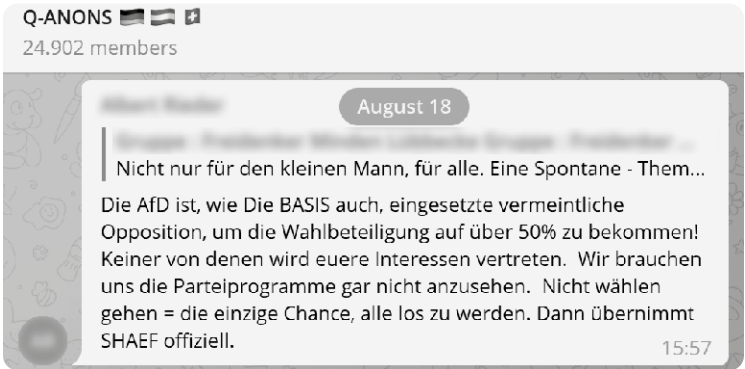 Q-ANONS 🇩🇪 🇦🇹 🇨🇭
24.902 members
August 18
Nicht nur für den kleinen Mann, für alle. Eine Spontane - Them...
Die AfD ist, wie Die BASIS auch, eingesetzte vermeintliche
Opposition, um die Wahlbeteiligung auf über 50% zu bekommen!
Keiner von denen wird euere Interessen vertreten.  Wir brauchen
uns die Parteiprogramme gar nicht anzusehen.  Nicht wählen
gehen = die einzige Chance, alle los zu werden. Dann übernimmt
SHAEF offiziell.
15:57